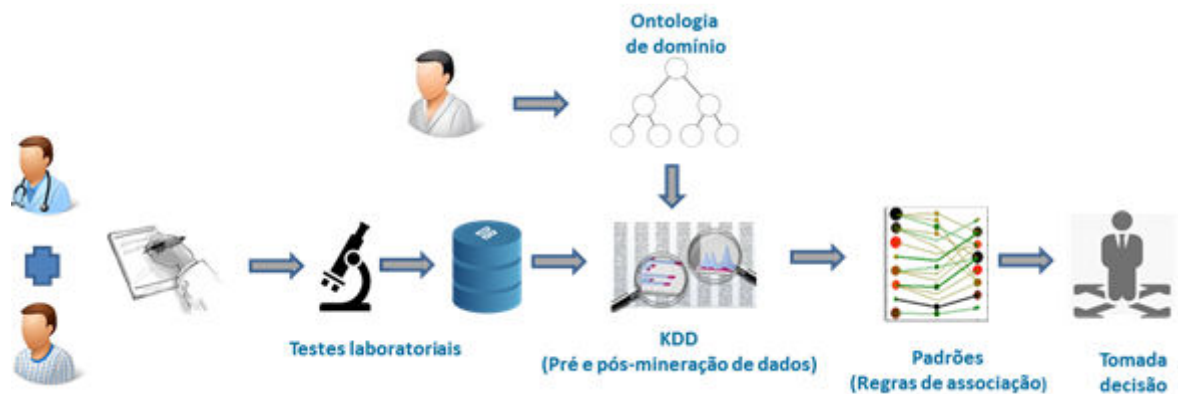 Ontologia
de domínio
Testes laboratoriais
KDD
(Pré e pós-mineração de dados)
Padrões
(Regras de associação)
Tomada
decisão